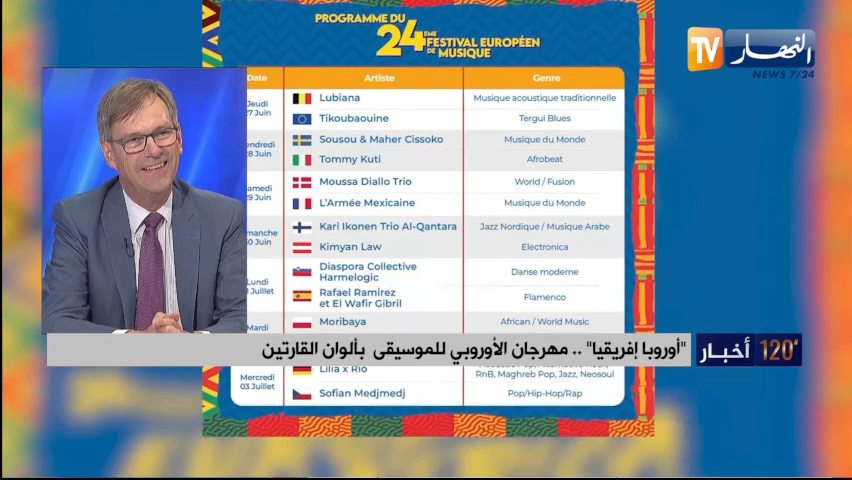 PROGRAMME DU
24EME FESTIVAL EUROPÉEN
DE MUSIQUE
TV النهار
NEWS 7/24
Date Artiste Genre
Jeudi
27 Juin
Lubiana Musique acoustique traditionnelle
Tikoubaouine Tergui Blues
Vendredi
28 Juin
Sousou & Maher Cissoko Musique du Monde
Tommy Kuti Afrobeat
Samedi
29 Juin
Moussa Diallo Trio World / Fusion
L'Armée Mexicaine Musique du Monde
Dimanche
30 Juin
Kari Ikonen Trio Al-Qantara Jazz Nordique / Musique Arabe
Kimyan Law Electronica
Lundi
1 Juillet
Diaspora Collective
Harmelogic
Danse moderne
Rafael Ramirez
et El Wafir Gibril
Flamenco
Mardi
Moribaya African / World Music
"أوروبا إفريقيا" .. مهرجان الأوروبي للموسيقى بألوان القارتين
أخبار 120'
Mercredi
03 Juillet
Lilia x Rio
RnB, Maghreb Pop, Jazz, Neosoul
Sofian Medjmedj Pop/Hip-Hop/Rap